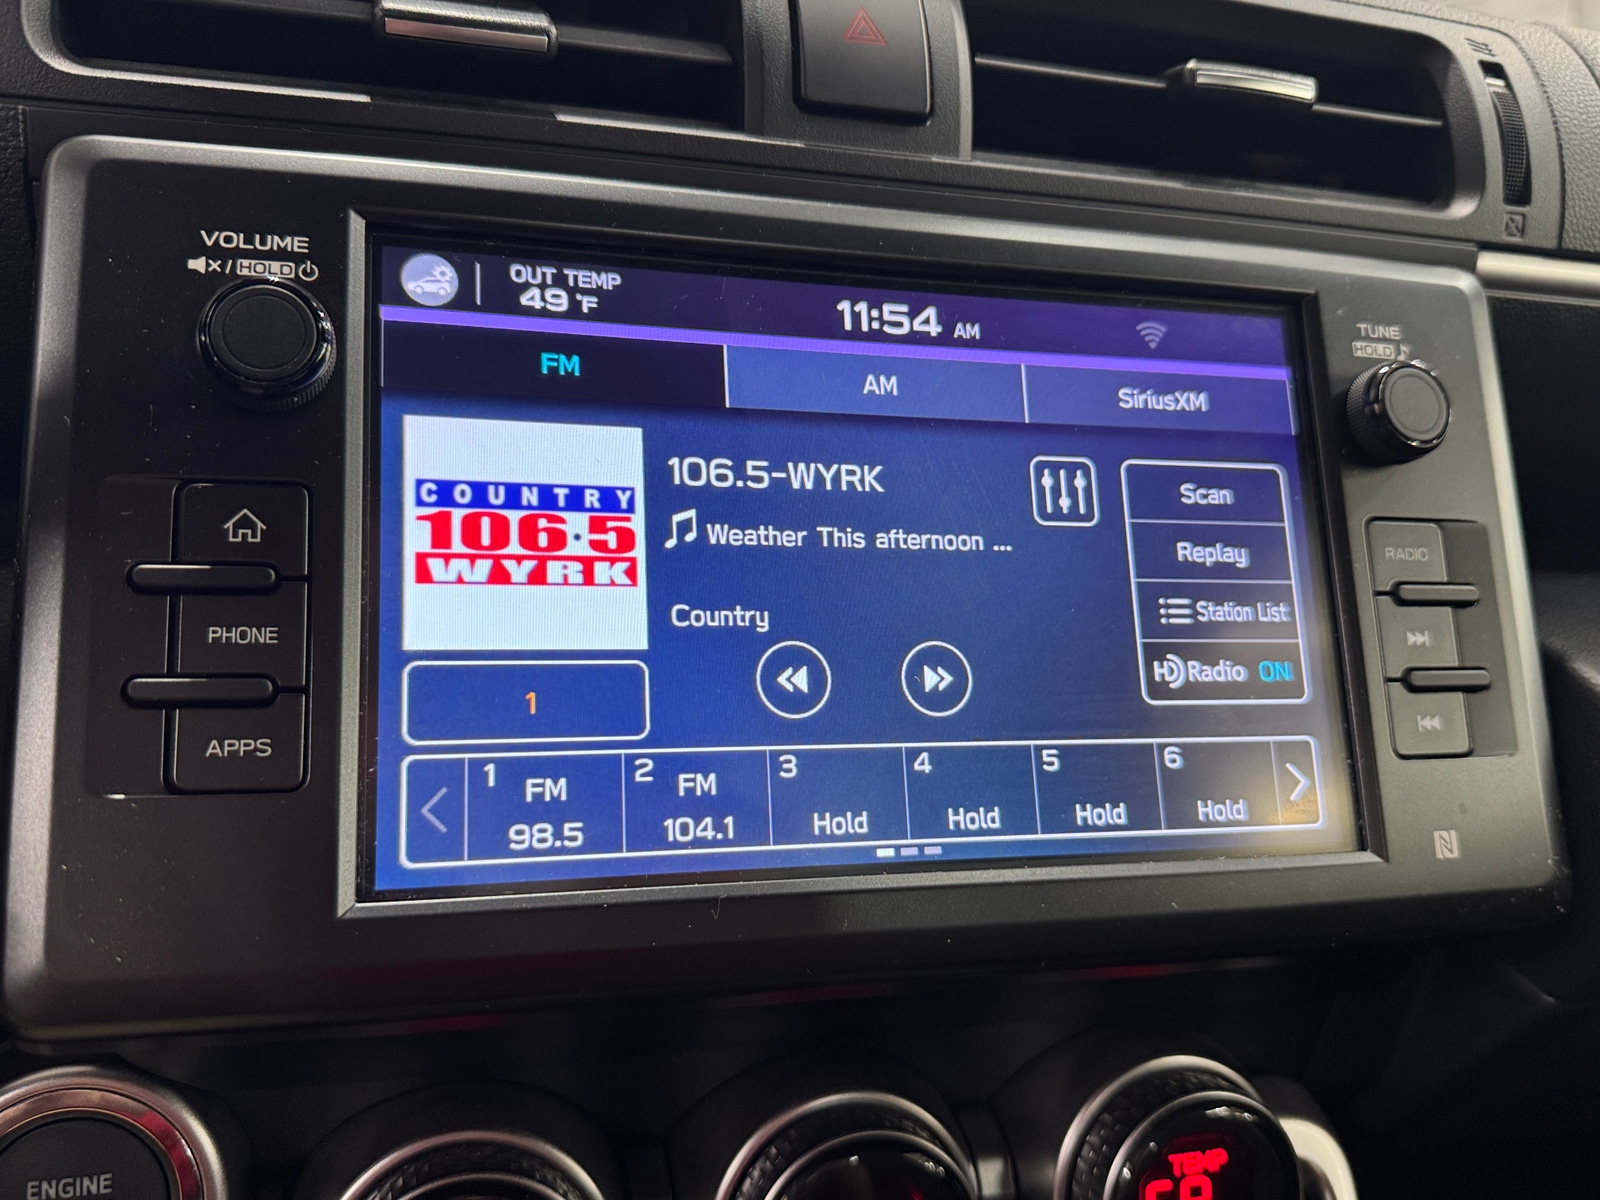 VOLUME
/ HOLD
OUT TEMP
49 °F
11:54 AM
TUNE
HOLD
FM
AM
SiriusXM
COUNTRY
106.5
WYRK
106.5-WYRK
Weather This afternoon ...
Country
Scan
Replay
Station List
HD Radio ON
1
1 FM 98.5
2 FM 104.1
3 Hold
4 Hold
5 Hold
6 Hold
PHONE
APPS
RADIO
N
ENGINE
TEMP